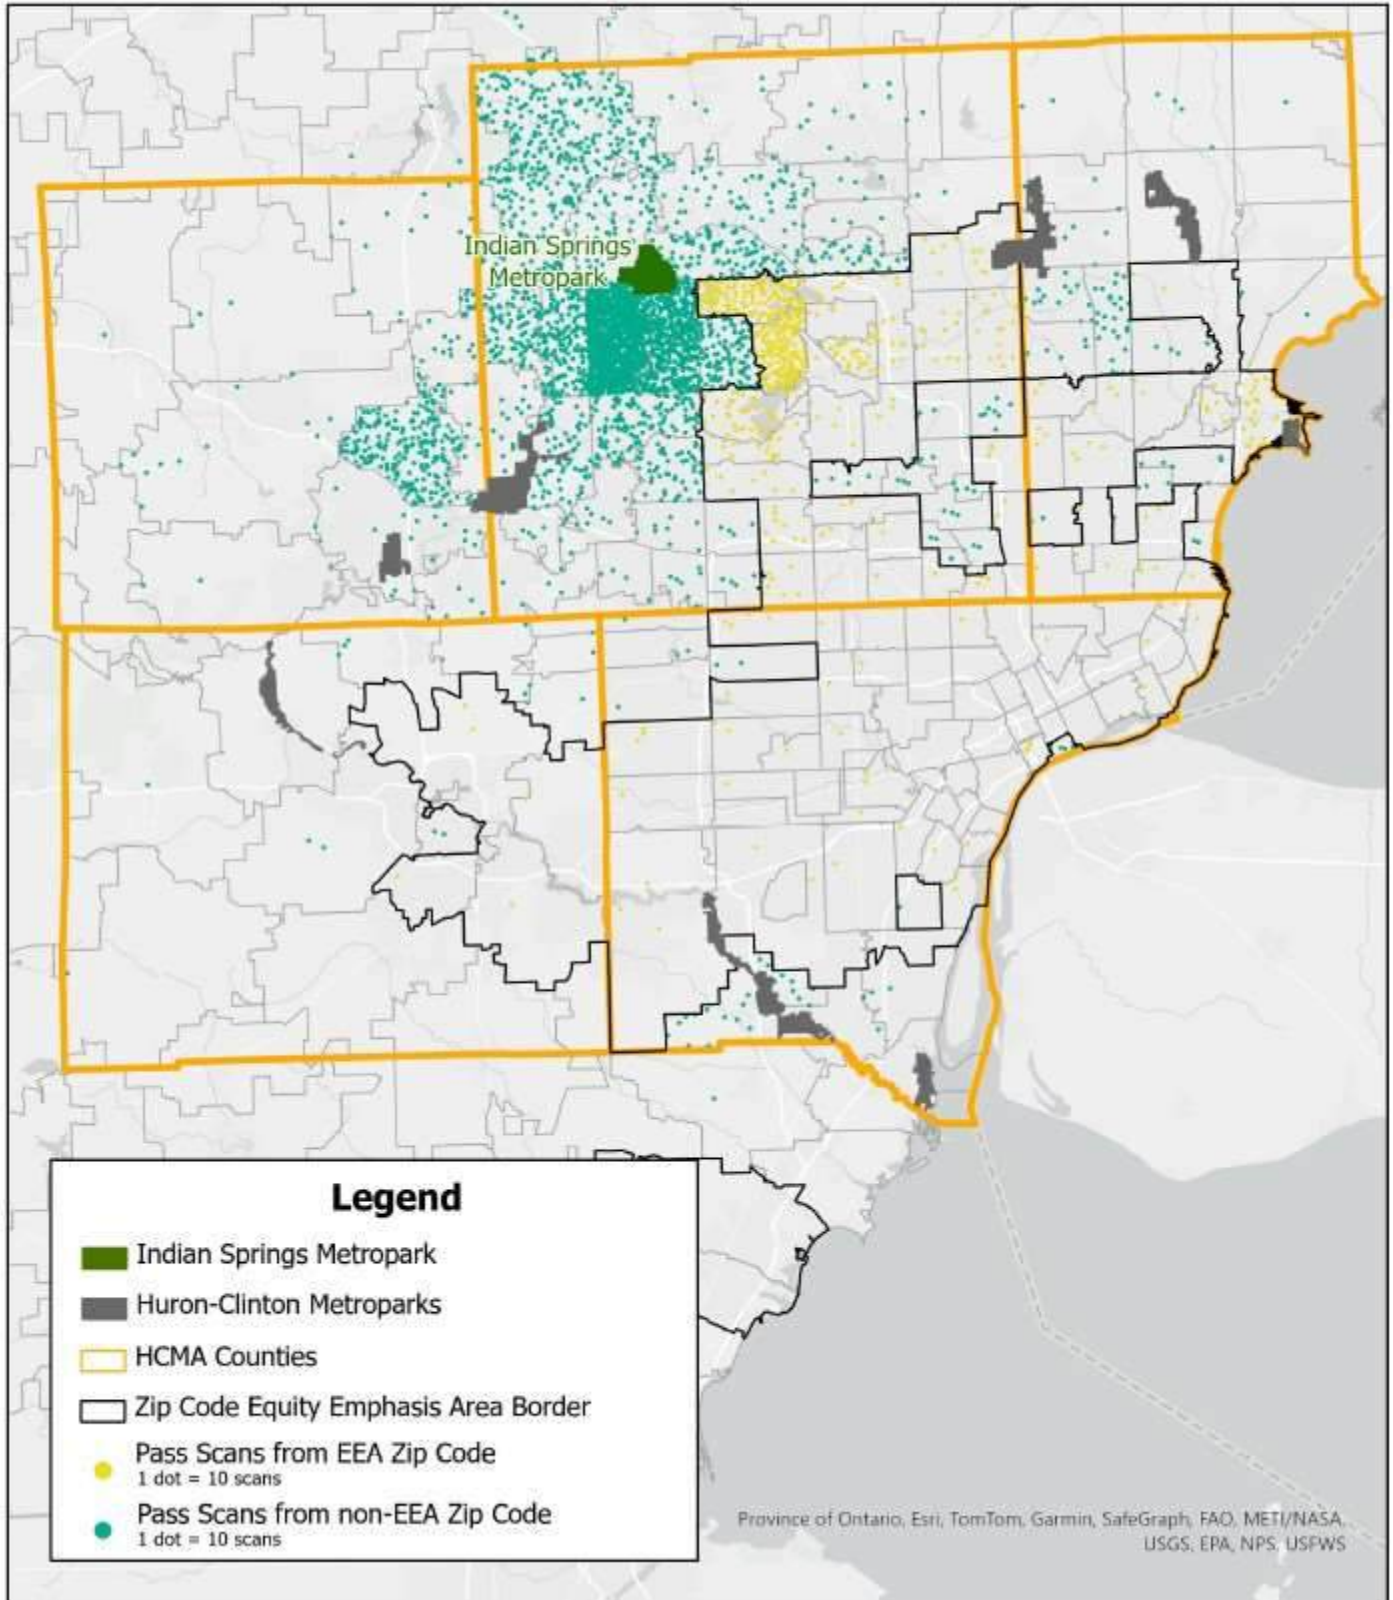 Indian Springs
Metropark
Legend
Indian Springs Metropark
Huron-Clinton Metroparks
HCMA Counties
Zip Code Equity Emphasis Area Border
Pass Scans from EEA Zip Code
1 dot = 10 scans
Pass Scans from non-EEA Zip Code
1 dot = 10 scans
Province of Ontario, Esri, TomTom, Garmin, SafeGraph, FAO, METI/NASA,
USGS, EPA, NPS, USFWS